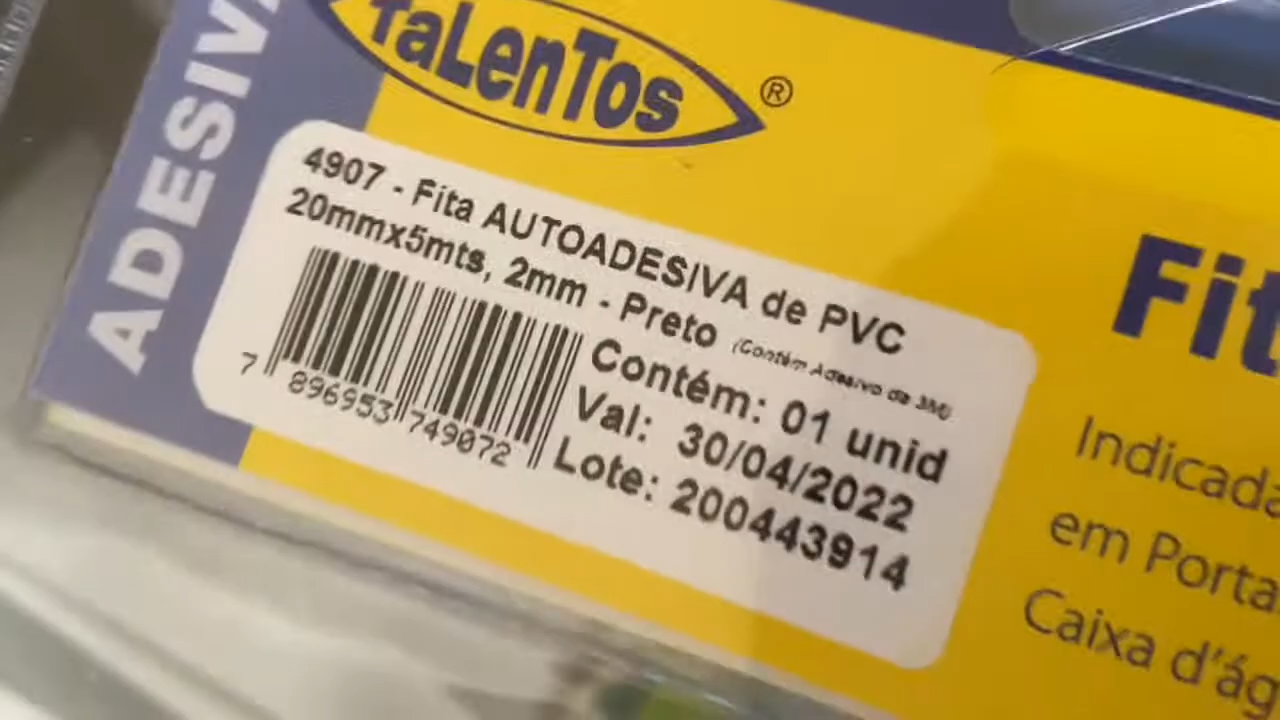 TaLenTos ®
4907 - Fita AUTOADESIVA de PVC
20mmx5mts, 2mm - Preto (Contém Adesivo da 3M)
Contém: 01 unid
Val: 30/04/2022
Lote: 200443914
7 896953 749072
ADESIVA
Fit
Indicada
em Porta
Caixa d'ág